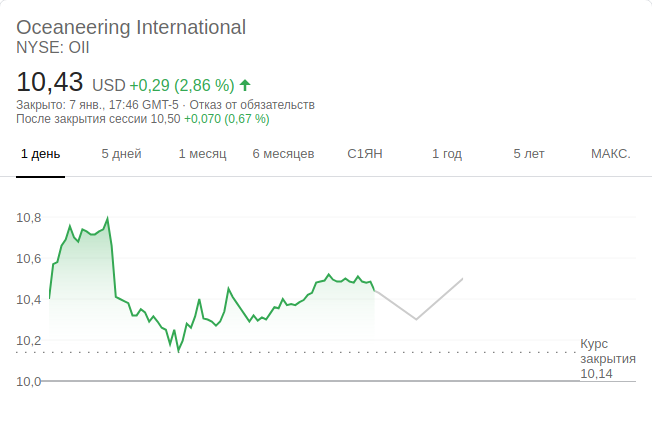 Oceaneering International
NYSE: OII
10,43 USD +0,29 (2,86 %)
Закрыто: 7 янв., 17:46 GMT-5 · Отказ от обязательств
После закрытия сессии 10,50 +0,070 (0,67 %)
1 день 5 дней 1 месяц 6 месяцев С1ЯН 1 год 5 лет МАКС.
10,8
10,6
10,4
10,2
10,0
Курс
закрытия
10,14